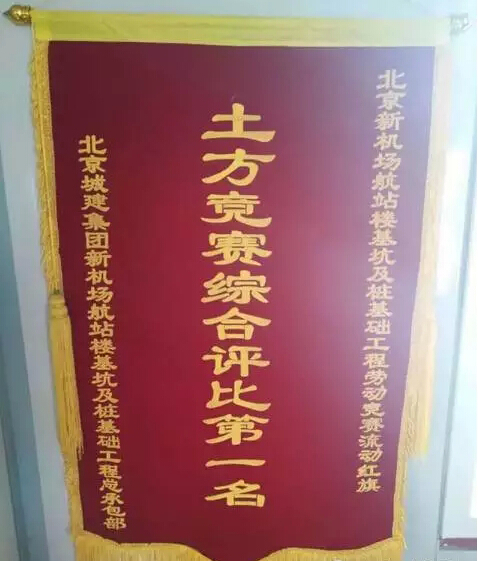 北京新机场航站楼基坑及桩基础工程劳动竞赛流动红旗
土方竞赛综合评比第一名
北京城建集团新机场航站楼基坑及桩基础工程总承包部